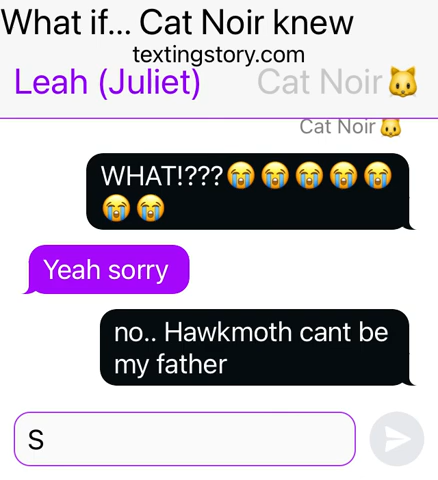 What if... Cat Noir knew
textingstory.com
Leah (Juliet) Cat Noir🐱
Cat Noir🐱
WHAT!???😭😭😭😭😭
😭😭
Yeah sorry
no.. Hawkmoth cant be
my father
S